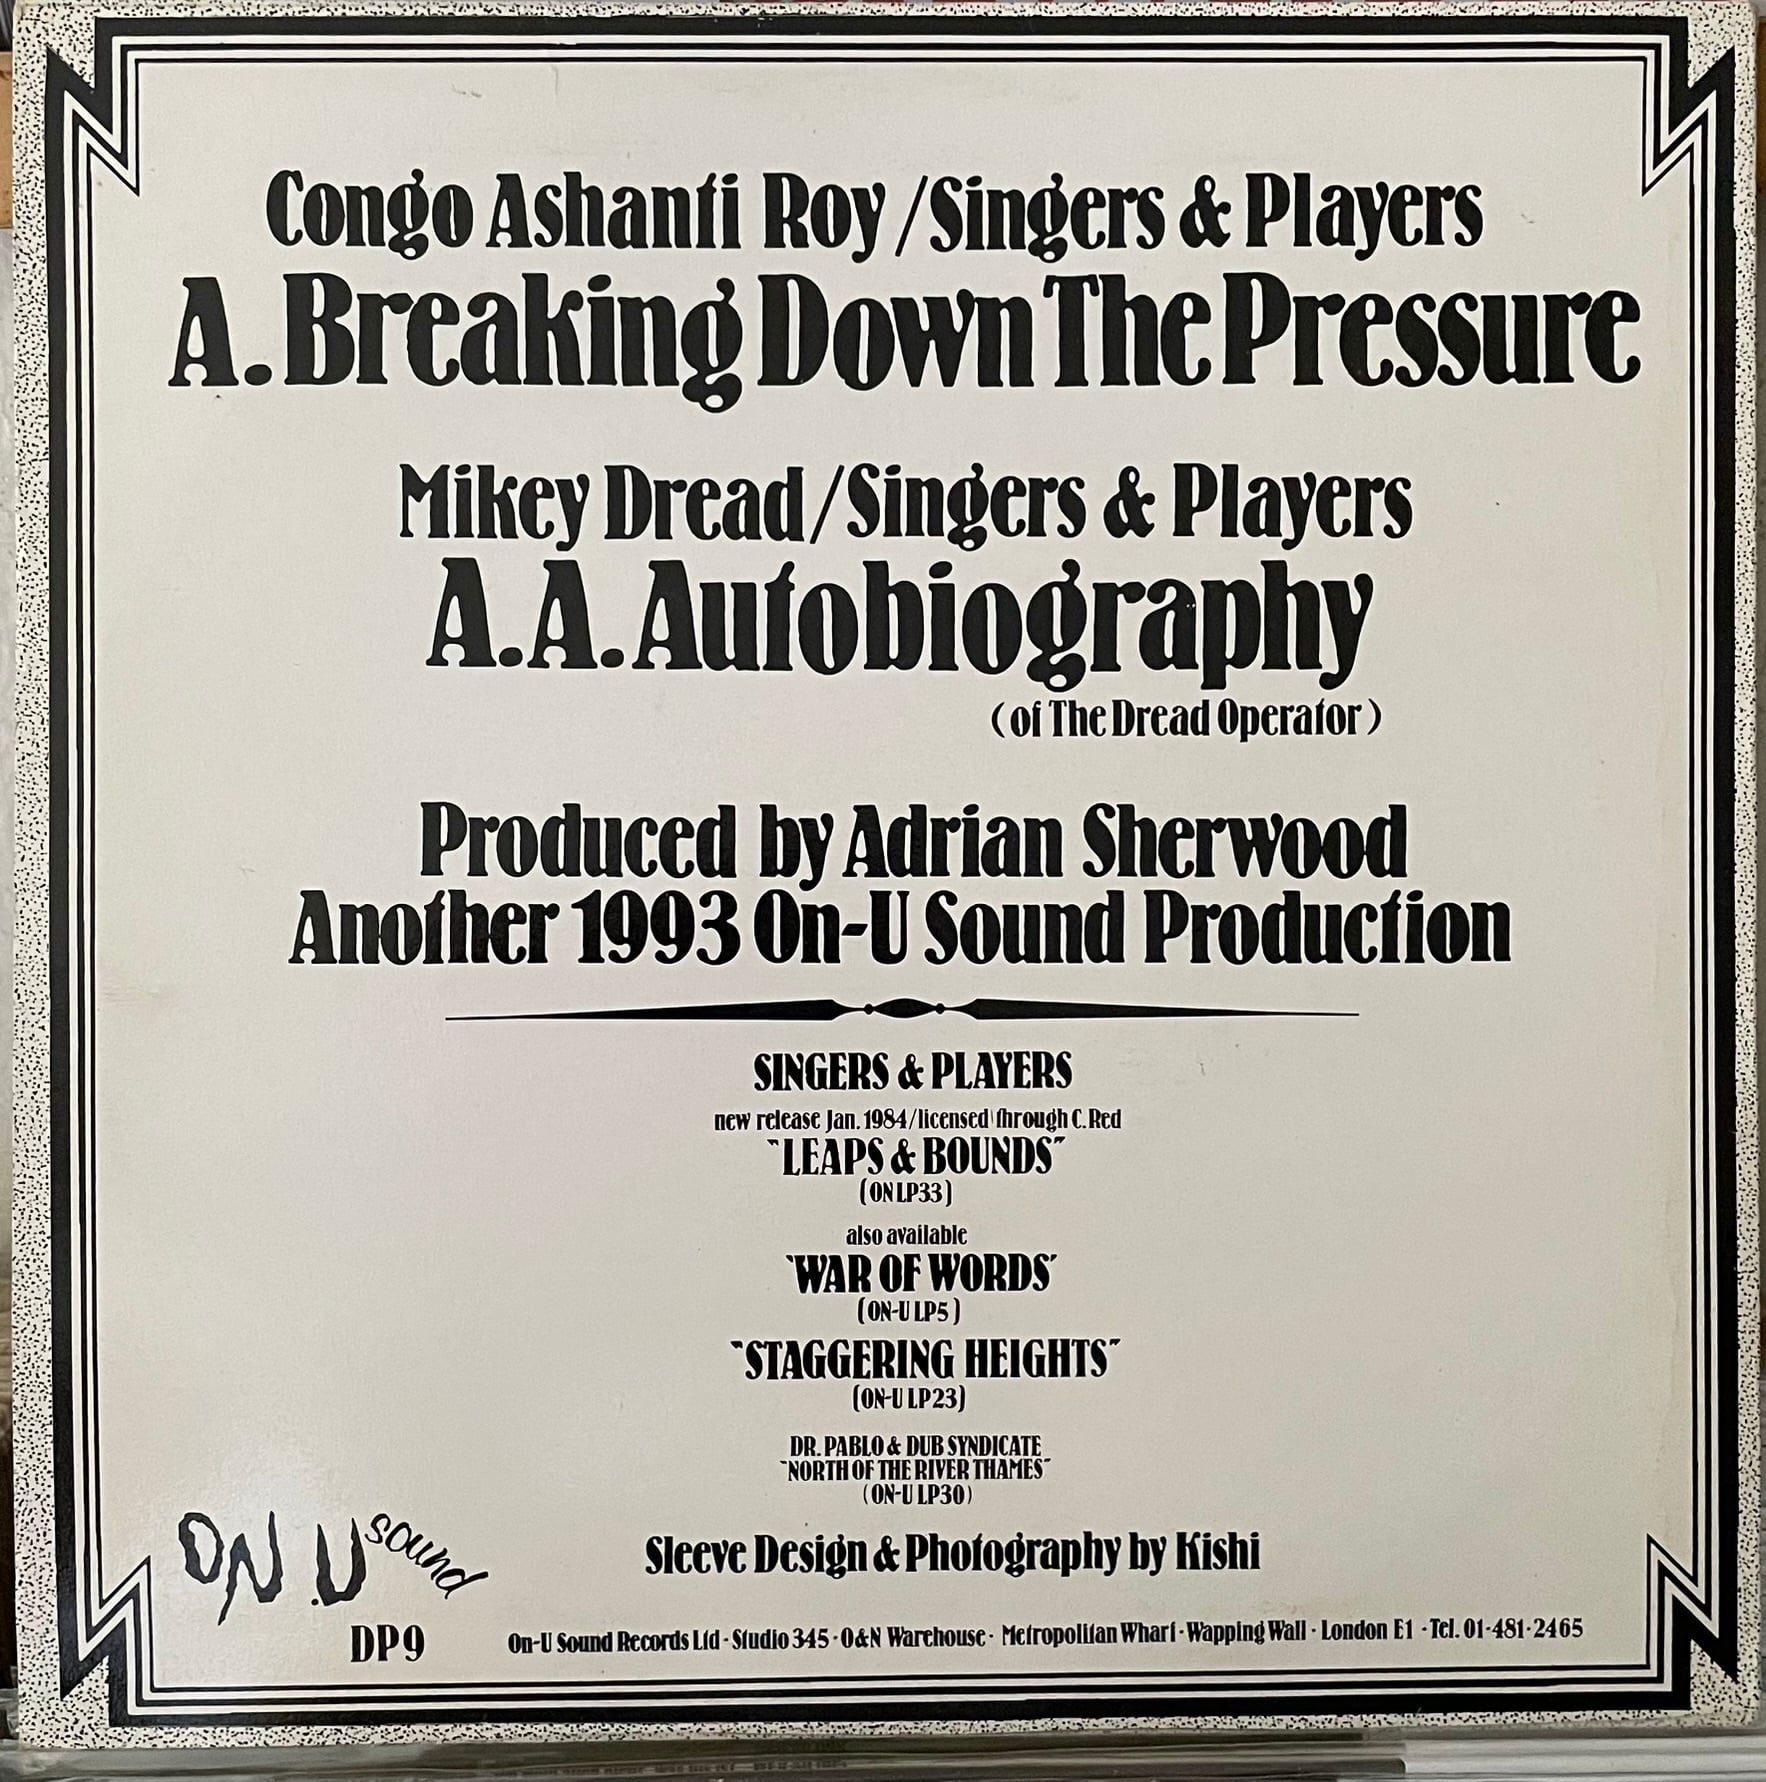 Congo Ashanti Roy/Singers & Players
A. Breaking Down The Pressure
Mikey Dread/Singers & Players
A.A. Autobiography
(of The Dread Operator)
Produced by Adrian Sherwood
Another 1993 On-U Sound Production
SINGERS & PLAYERS
new release Jan. 1984/licensed through C. Red
"LEAPS & BOUNDS"
(ON LP33)
also available
'WAR OF WORDS'
(ON-U LP5)
"STAGGERING HEIGHTS"
(ON-U LP23)
DR. PABLO & DUB SYNDICATE
"NORTH OF THE RIVER THAMES"
(ON-U LP30)
Sleeve Design & Photography by Kishi
ON.U sound
DP9
On-U Sound Records Ltd - Studio 345 · O&N Warehouse · Metropolitan Wharf - Wapping Wall · London E1 · Tel. 01-481-2465